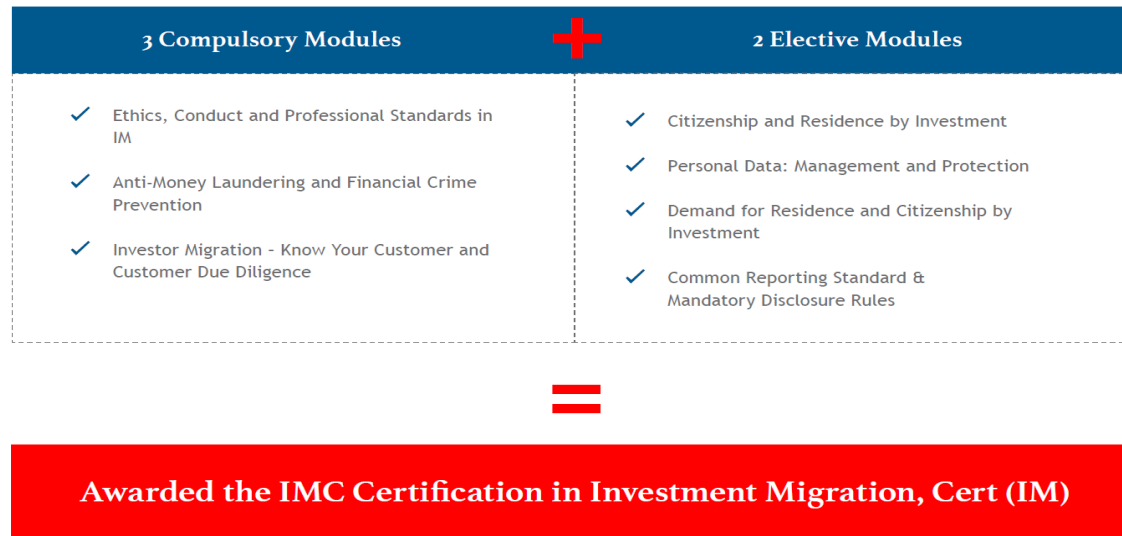 3 Compulsory Modules
+
2 Elective Modules
Ethics, Conduct and Professional Standards in
IM
Anti-Money Laundering and Financial Crime
Prevention
Investor Migration – Know Your Customer and
Customer Due Diligence
Citizenship and Residence by Investment
Personal Data: Management and Protection
Demand for Residence and Citizenship by
Investment
Common Reporting Standard &
Mandatory Disclosure Rules
=
Awarded the IMC Certification in Investment Migration, Cert (IM)